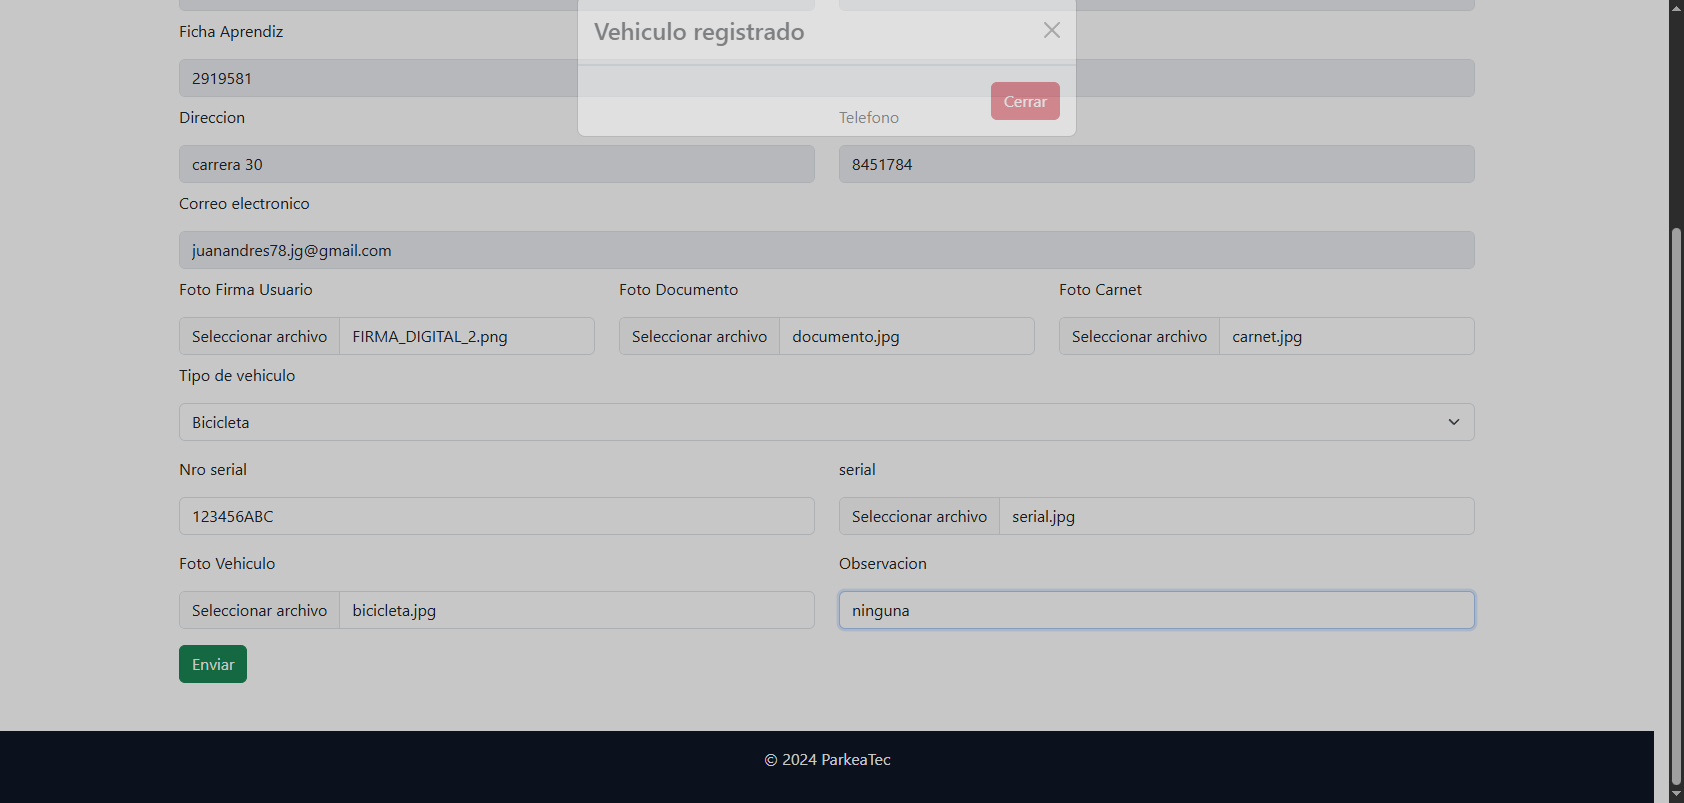 Vehiculo registrado
Ficha Aprendiz
2919581
Cerrar
Direccion
Telefono
carrera 30
8451784
Correo electronico
juanandres78.jg@gmail.com
Foto Firma Usuario
Foto Documento
Foto Carnet
Seleccionar archivo FIRMA_DIGITAL_2.png
Seleccionar archivo documento.jpg
Seleccionar archivo carnet.jpg
Tipo de vehiculo
Bicicleta
Nro serial
serial
123456ABC
Seleccionar archivo serial.jpg
Foto Vehiculo
Observacion
Seleccionar archivo bicicleta.jpg
ninguna
Enviar
© 2024 ParkeaTec